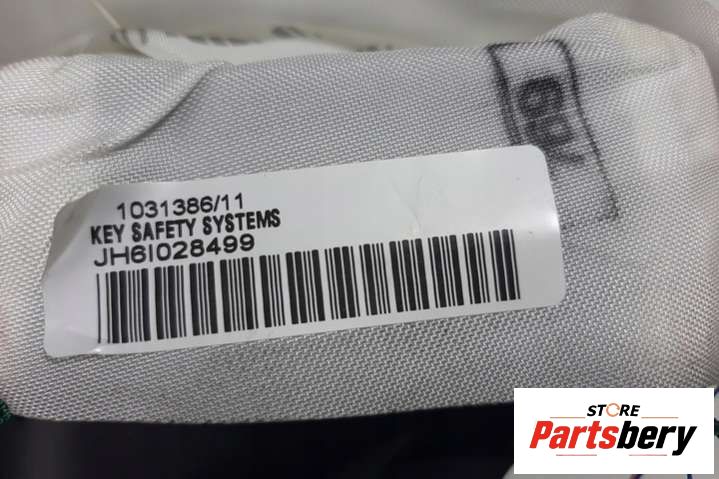 1031386/11
KEY SAFETY SYSTEMS
JH6I028499
STORE
Partsbery